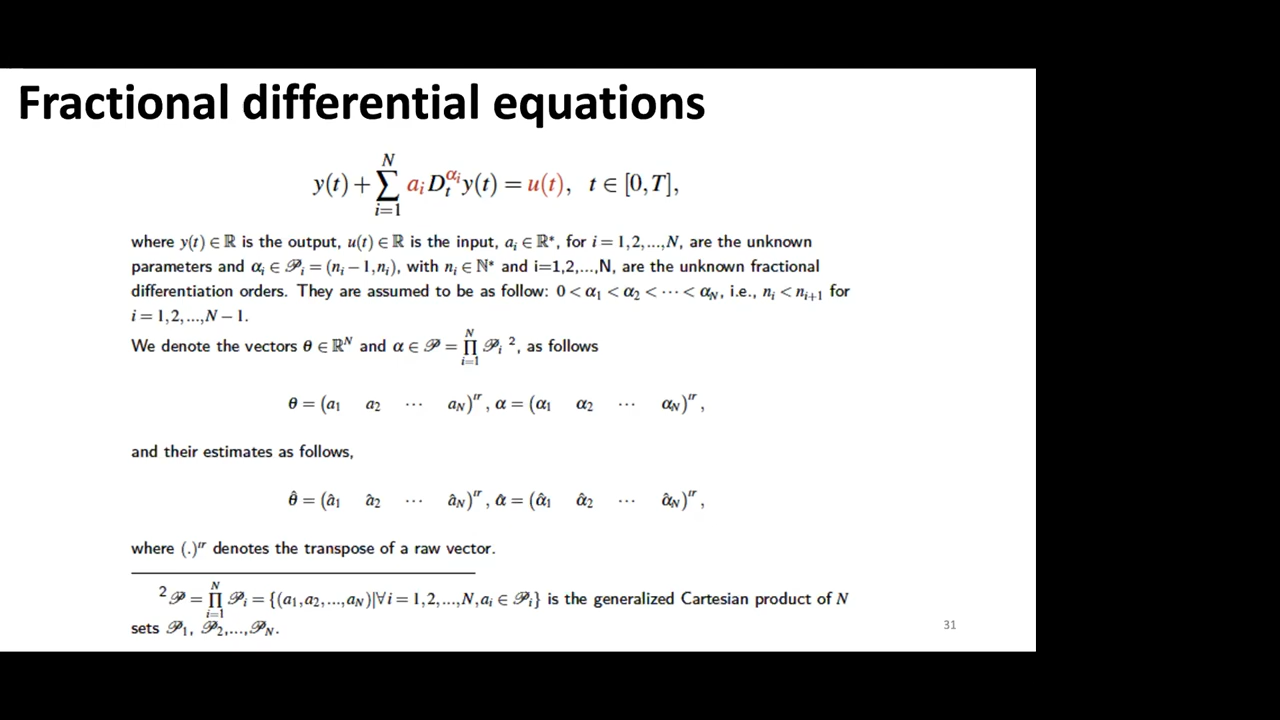 Fractional differential equations
y(t) + ∑_{i=1}^{N} a_i D_t^{α_i} y(t) = u(t), t ∈ [0,T],
where y(t) ∈ ℝ is the output, u(t) ∈ ℝ is the input, a_i ∈ ℝ*, for i = 1,2,...,N, are the unknown
parameters and α_i ∈ 𝒫_i = (n_i − 1, n_i), with n_i ∈ ℕ* and i=1,2,...,N, are the unknown fractional
differentiation orders. They are assumed to be as follow: 0 < α_1 < α_2 < ⋯ < α_N, i.e., n_i < n_{i+1} for
i = 1,2,...,N − 1.
We denote the vectors θ ∈ ℝ^N and α ∈ 𝒫 = ∏_{i=1}^{N} 𝒫_i ², as follows
θ = (a_1 a_2 ⋯ a_N)^{tr}, α = (α_1 α_2 ⋯ α_N)^{tr},
and their estimates as follows,
θ̂ = (â_1 â_2 ⋯ â_N)^{tr}, α̂ = (α̂_1 α̂_2 ⋯ α̂_N)^{tr},
where (.)^{tr} denotes the transpose of a raw vector.
² 𝒫 = ∏_{i=1}^{N} 𝒫_i = {(a_1,a_2,...,a_N)|∀i = 1,2,...,N, a_i ∈ 𝒫_i} is the generalized Cartesian product of N
sets 𝒫_1, 𝒫_2,...,𝒫_N.
31